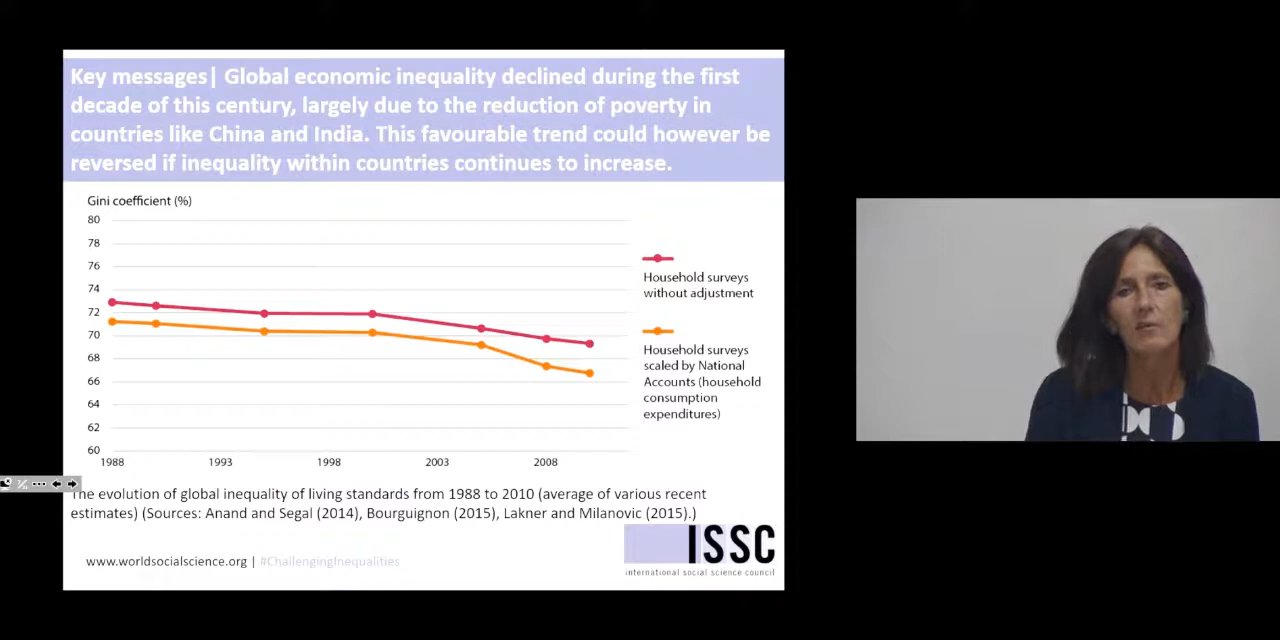 Key messages| Global economic inequality declined during the first
decade of this century, largely due to the reduction of poverty in
countries like China and India. This favourable trend could however be
reversed if inequality within countries continues to increase.
Gini coefficient (%)
80
78
76
74
72
70
68
66
64
62
60
1988
1993
1998
2003
2008
Household surveys
without adjustment
Household surveys
scaled by National
Accounts (household
consumption
expenditures)
The evolution of global inequality of living standards from 1988 to 2010 (average of various recent
estimates) (Sources: Anand and Segal (2014), Bourguignon (2015), Lakner and Milanovic (2015).)
www.worldsocialscience.org | #ChallengingInequalities
ISSC
international social science council